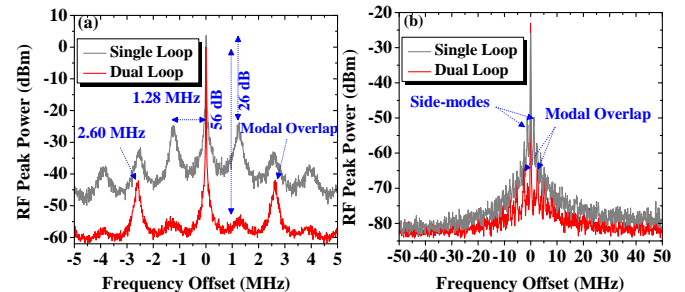 (a)
Single Loop
Dual Loop
1.28 MHz
56 dB
26 dB
2.60 MHz
Modal Overlap
RF Peak Power (dBm)
10
0
-10
-20
-30
-40
-50
-60
-5 -4 -3 -2 -1 0 1 2 3 4 5
Frequency Offset (MHz)
(b)
Single Loop
Dual Loop
Side-modes
Modal Overlap
RF Peak Power (dBm)
-20
-30
-40
-50
-60
-70
-80
-50 -40 -30 -20 -10 0 10 20 30 40 50
Frequency Offset (MHz)